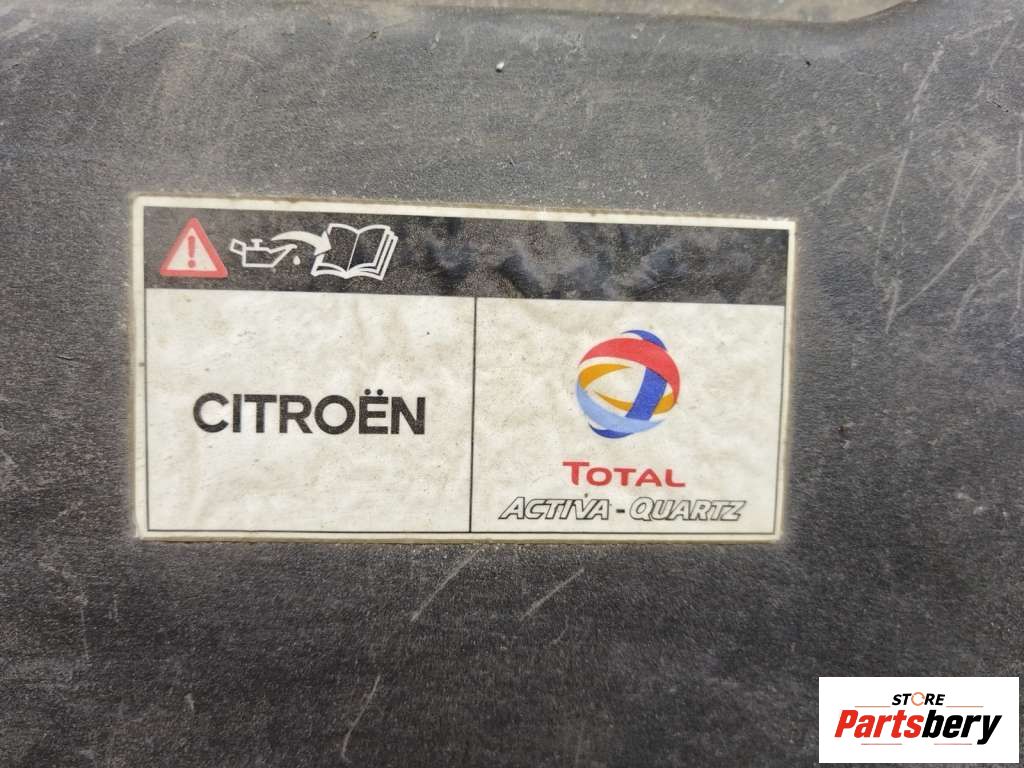 CITROËN
TOTAL
ACTIVA - QUARTZ
STORE
Partsbery